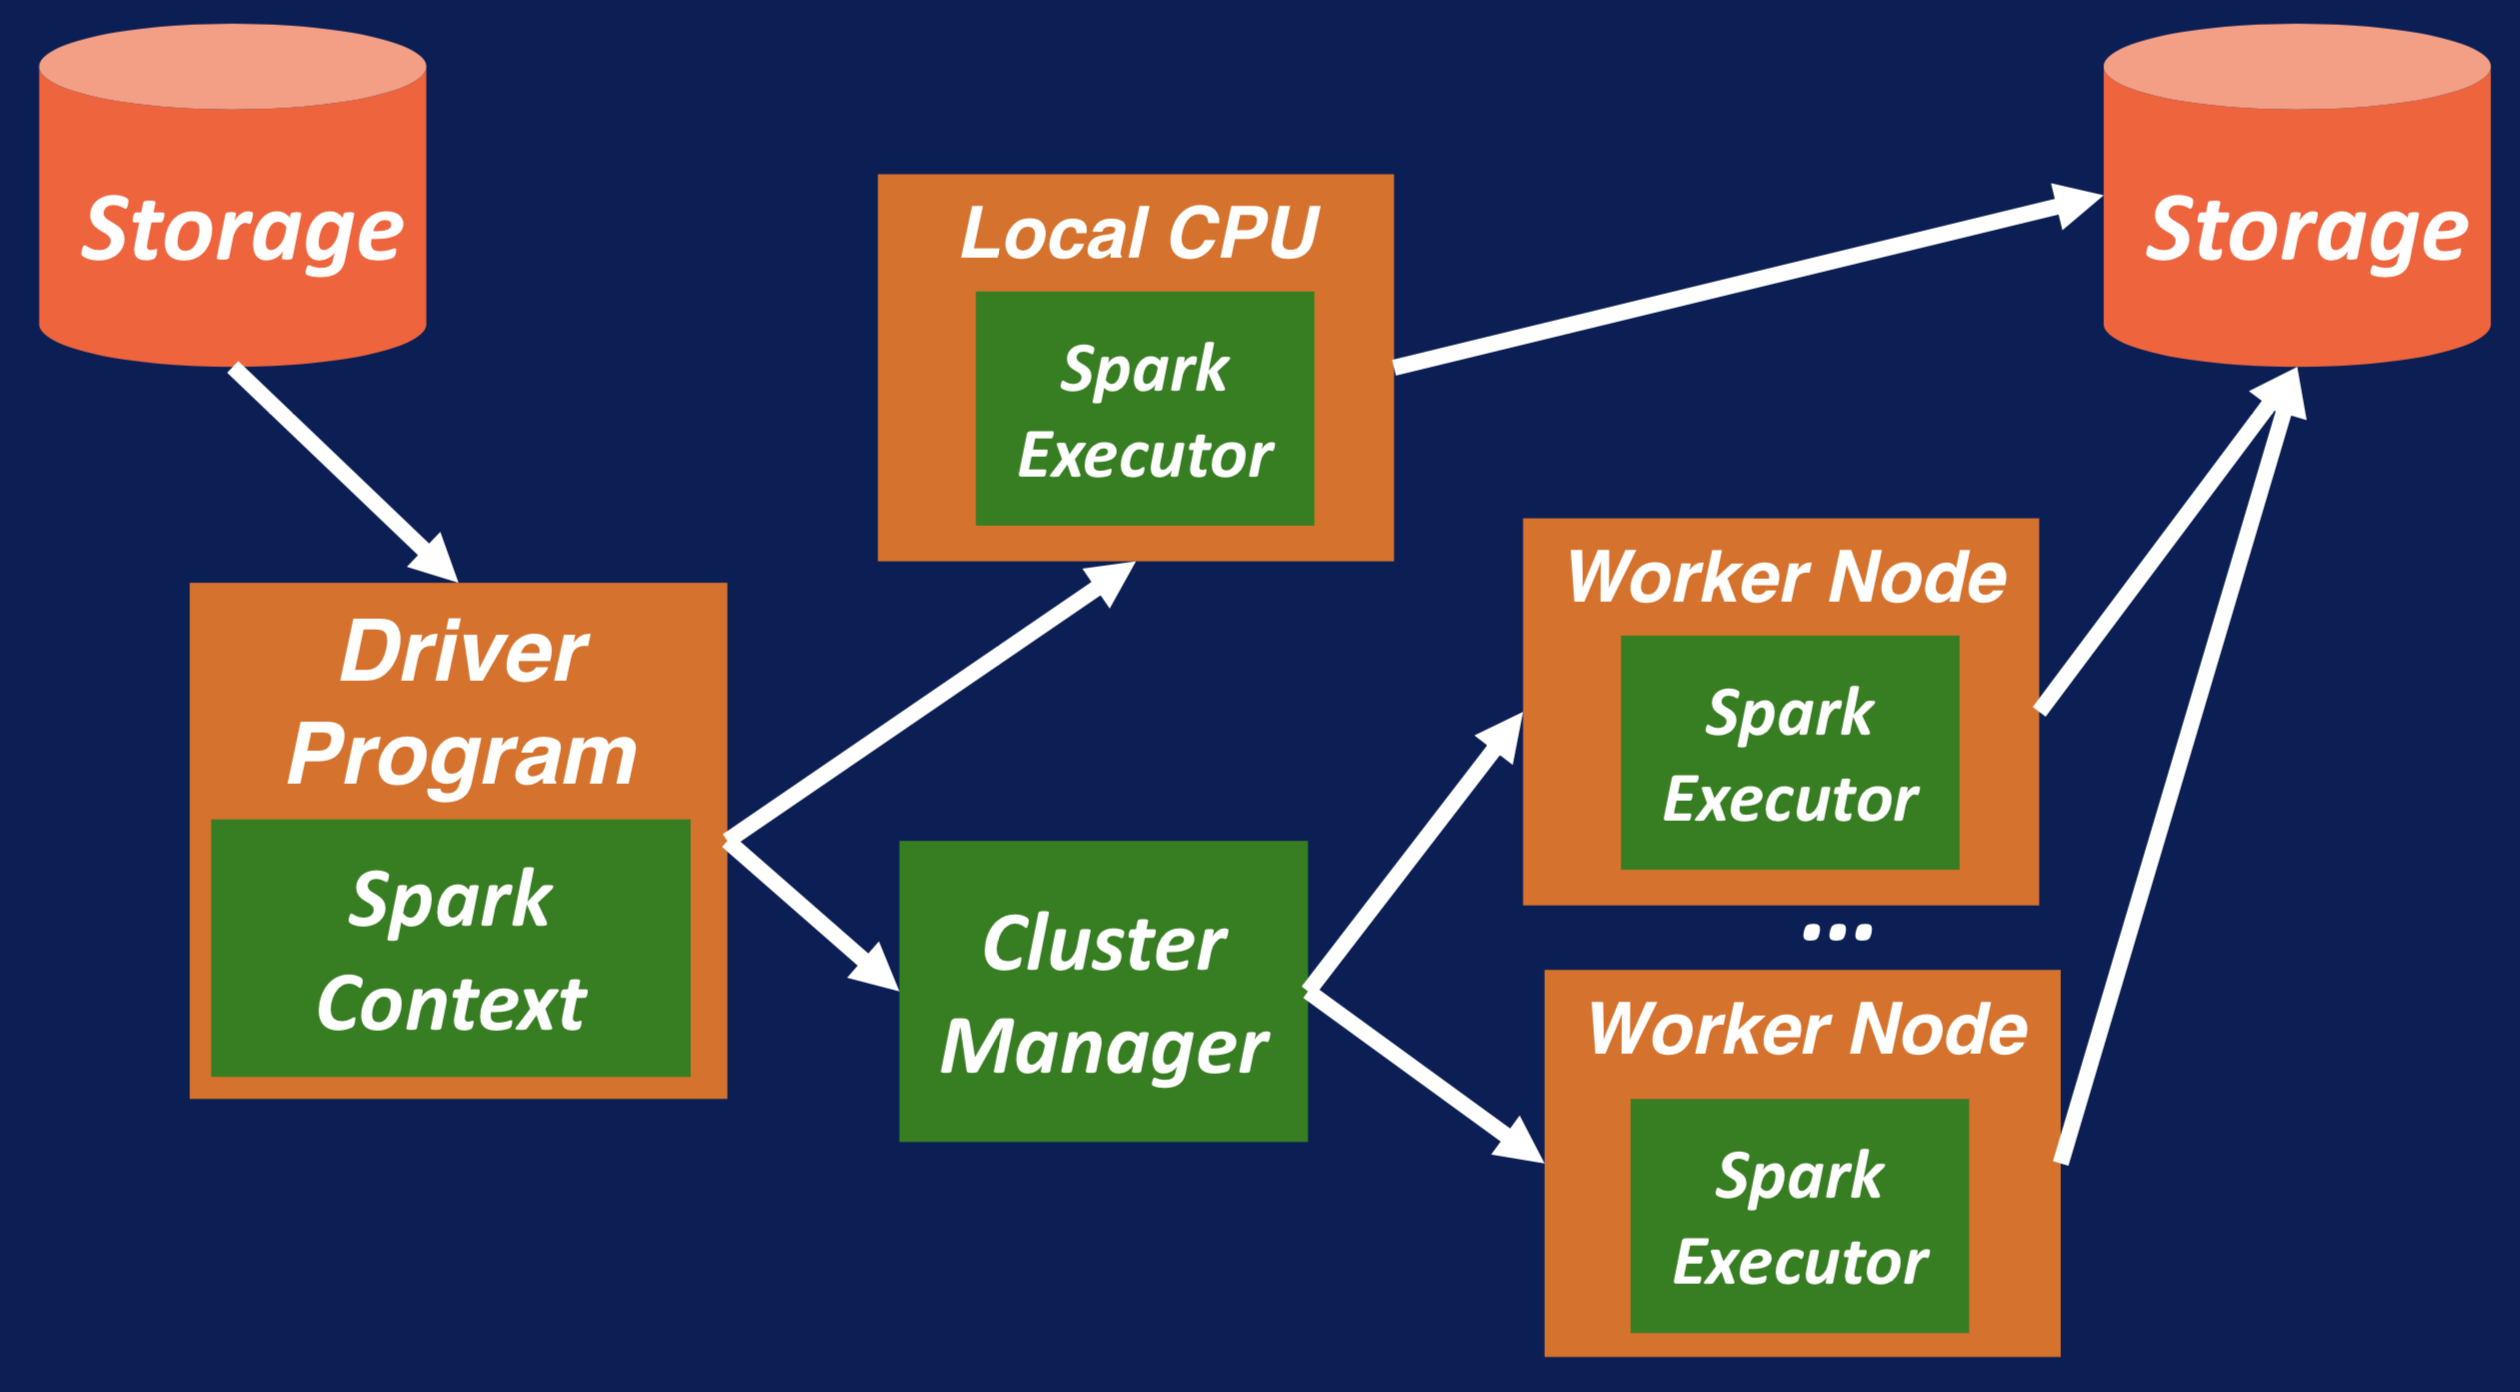 Storage
Storage
Local CPU
Spark
Executor
Worker Node
Spark
Executor
...
Driver
Program
Spark
Context
Cluster
Manager
Worker Node
Spark
Executor